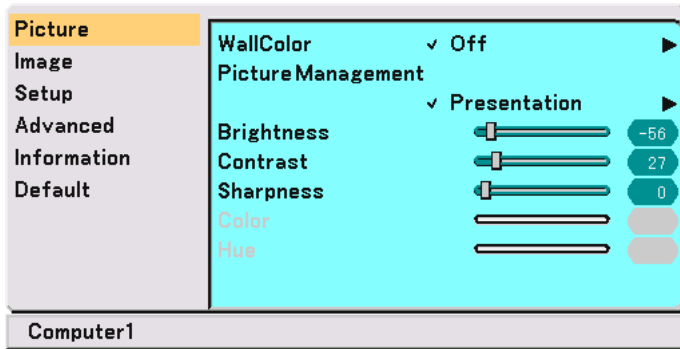 Picture
Image
Setup
Advanced
Information
Default
WallColor ✓ Off
Picture Management
✓ Presentation
Brightness -56
Contrast 27
Sharpness 0
Color
Hue
Computer1